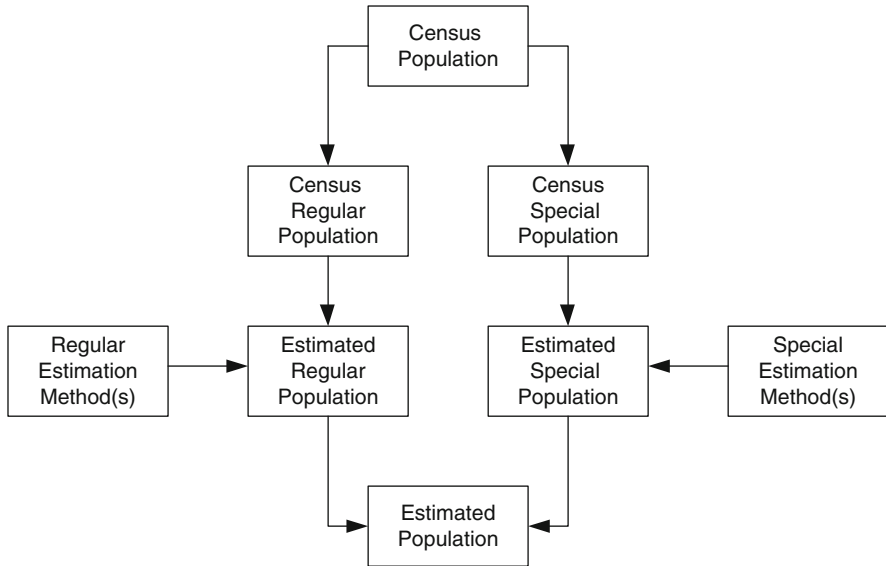 Census
Population
Census
Regular
Population
Census
Special
Population
Regular
Estimation
Method(s)
Estimated
Regular
Population
Estimated
Special
Population
Special
Estimation
Method(s)
Estimated
Population